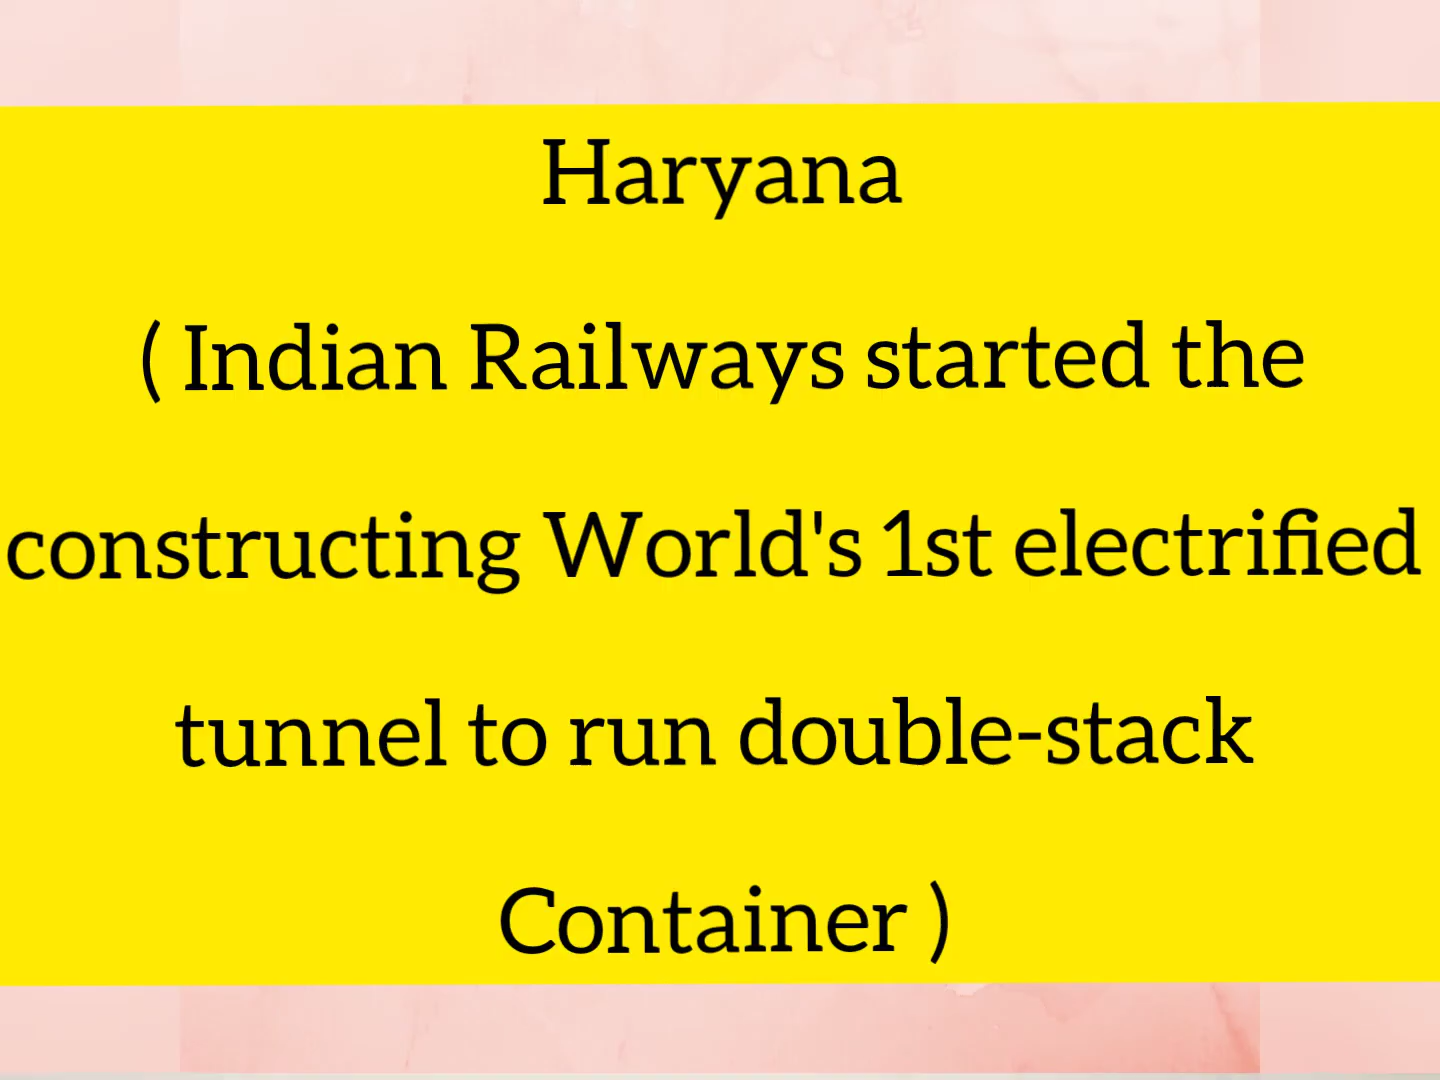 Haryana
( Indian Railways started the
constructing World's 1st electrified
tunnel to run double-stack
Container )